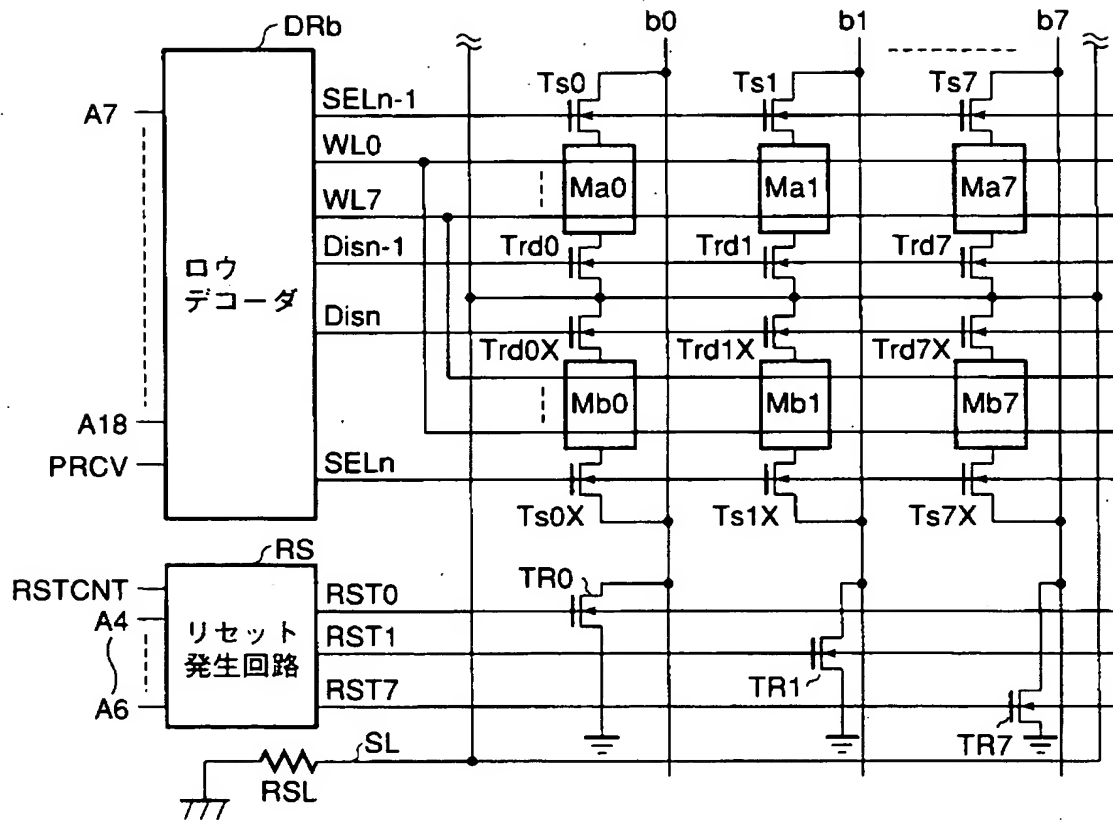 DRb
b0
b1
b7
Ts0
Ts1
Ts7
A7
SELn-1
WL0
Ma0
Ma1
Ma7
WL7
Disn-1
Trd0
Trd1
Trd7
ロウ
デコーダ
Disn
Trd0X
Trd1X
Trd7X
Mb0
Mb1
Mb7
A18
PRCV
SELn
Ts0X
Ts1X
Ts7X
RS
RSTCNT
TR0
RST0
A4
リセット
発生回路
RST1
TR1
RST7
A6
TR7
SL
RSL